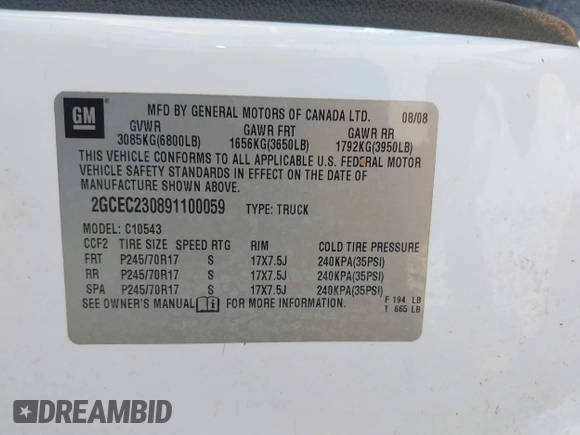 GM
MFD BY GENERAL MOTORS OF CANADA LTD. 08/08
GVWR GAWR FRT GAWR RR
3085KG(6800LB) 1656KG(3650LB) 1792KG(3950LB)
THIS VEHICLE CONFORMS TO ALL APPLICABLE U.S. FEDERAL MOTOR
VEHICLE SAFETY STANDARDS IN EFFECT ON THE DATE OF
MANUFACTURE SHOWN ABOVE.
2GCEC230891100059 TYPE: TRUCK
MODEL: C10543
CCF2 TIRE SIZE SPEED RTG RIM COLD TIRE PRESSURE
FRT P245/70R17 S 17X7.5J 240KPA(35PSI)
RR P245/70R17 S 17X7.5J 240KPA(35PSI)
SPA P245/70R17 S 17X7.5J 240KPA(35PSI)
SEE OWNER'S MANUAL FOR MORE INFORMATION.
F 194 LB
T 665 LB
DREAMBID